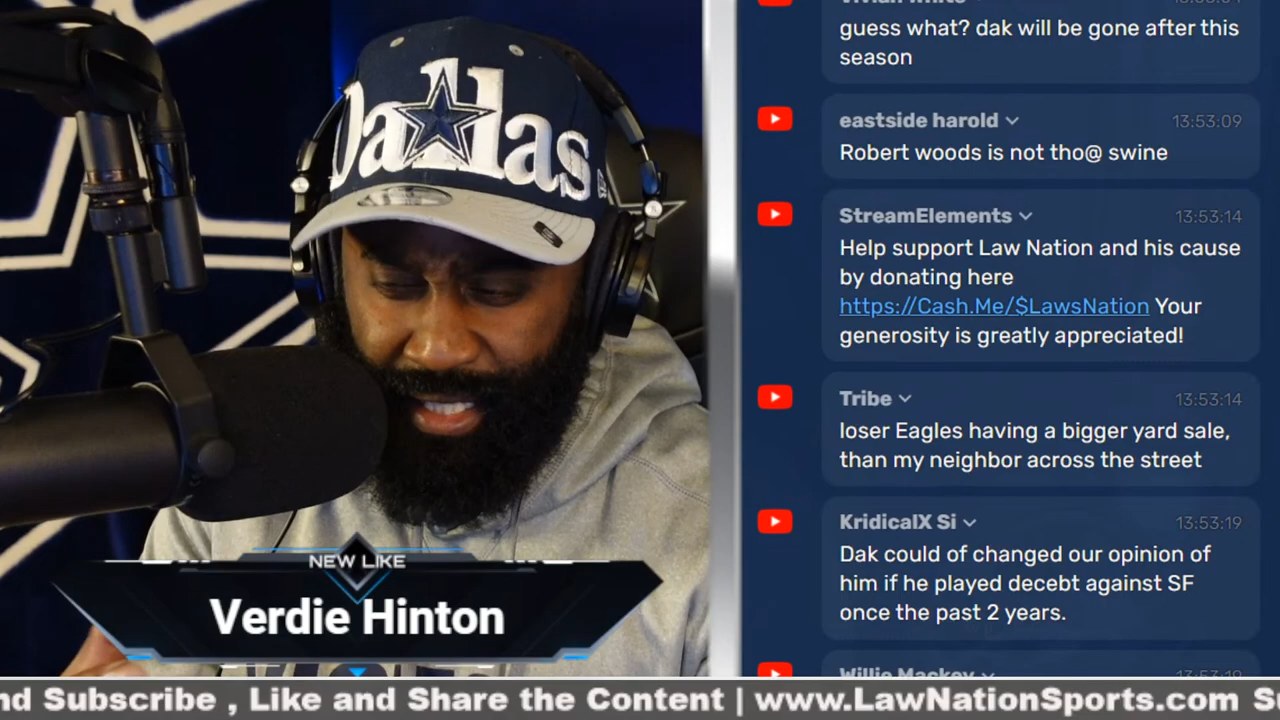 Dallas
NEW LIKE
Verdie Hinton
guess what? dak will be gone after this
season
eastside harold
13:53:09
Robert woods is not tho@ swine
StreamElements
13:53:14
Help support Law Nation and his cause
by donating here
https://Cash.Me/$LawsNation Your
generosity is greatly appreciated!
Tribe
13:53:14
loser Eagles having a bigger yard sale,
than my neighbor across the street
KridicalX Si
13:53:19
Dak could of changed our opinion of
him if he played decebt against SF
once the past 2 years.
Willie Mackey
13:53:19
nd Subscribe , Like and Share the Content | www.LawNationSports.com S